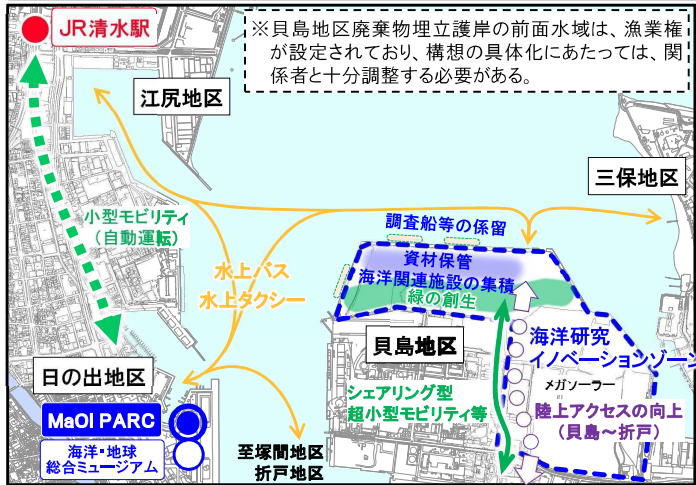 JR清水駅
※貝島地区廃棄物埋立護岸の前面水域は、漁業権
が設定されており、構想の具体化にあたっては、関
係者と十分調整する必要がある。
江尻地区
三保地区
小型モビリティ
（自動運転）
調査船等の係留
水上バス
水上タクシー
資材保管
海洋関連施設の集積
緑の創生
貝島地区
海洋研究
イノベーションゾーン
日の出地区
メガソーラー
MaOI PARC
シェアリング型
超小型モビリティ等
陸上アクセスの向上
（貝島～折戸）
海洋・地球
総合ミュージアム
至塚間地区
折戸地区